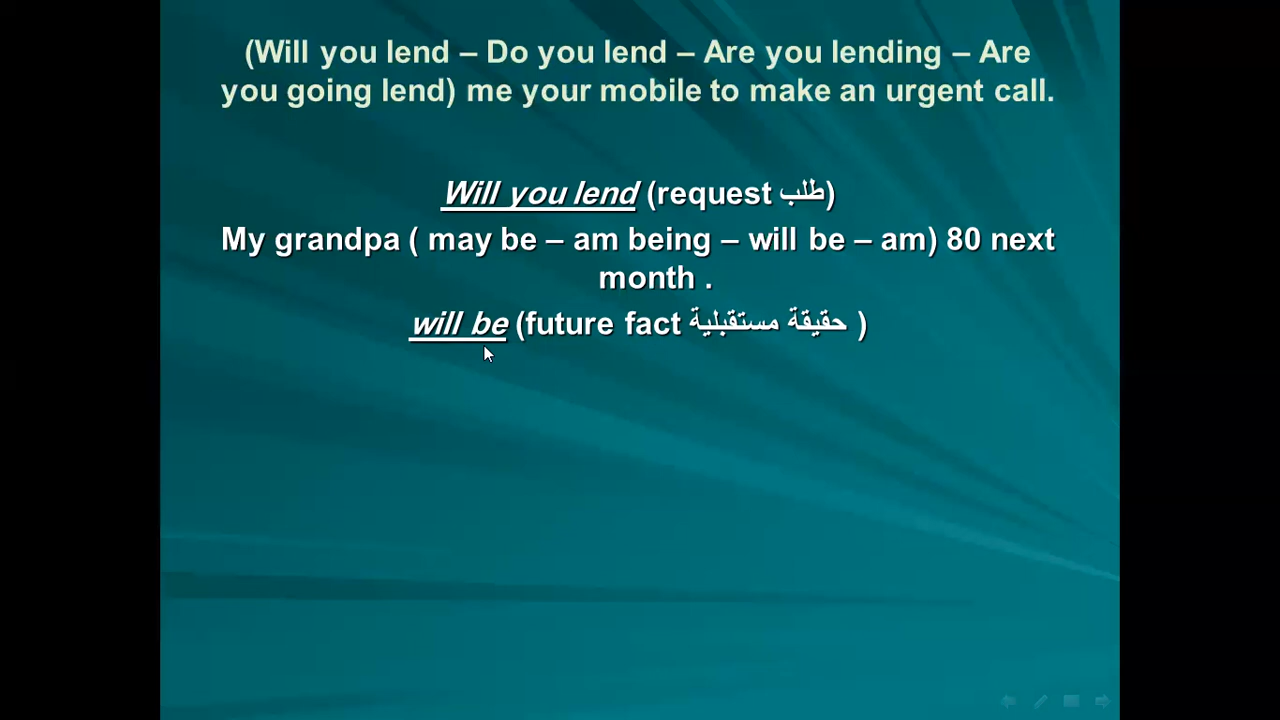 (Will you lend – Do you lend – Are you lending – Are
you going lend) me your mobile to make an urgent call.
Will you lend (request طلب)
My grandpa ( may be – am being – will be – am) 80 next
month .
will be (future fact حقيقة مستقبلية )